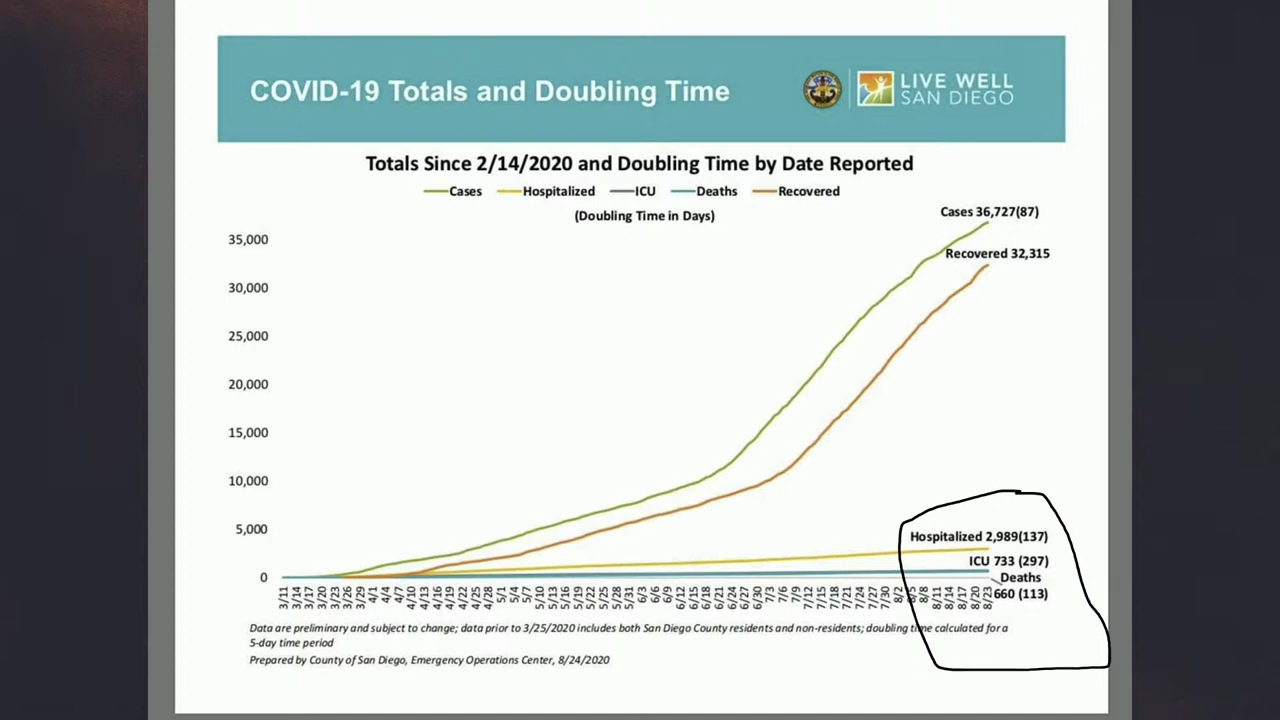 COVID-19 Totals and Doubling Time
LIVE WELL
SAN DIEGO
Totals Since 2/14/2020 and Doubling Time by Date Reported
Cases Hospitalized ICU Deaths Recovered
(Doubling Time in Days)
Cases 36,727(87)
35,000
Recovered 32,315
30,000
25,000
20,000
15,000
10,000
5,000
Hospitalized 2,989(137)
ICU 733 (297)
0
Deaths
660 (113)
3/11 3/14 3/17 3/20 3/23 3/26 3/29 4/1 4/4 4/7 4/10 4/13 4/16 4/19 4/22 4/25 4/28 5/1 5/4 5/7 5/10 5/13 5/16 5/19 5/22 5/25 5/28 5/31 6/3 6/6 6/9 6/12 6/15 6/18 6/21 6/24 6/27 6/30 7/3 7/6 7/9 7/12 7/15 7/18 7/21 7/24 7/27 7/30 8/2 8/5 8/8 8/11 8/14 8/17 8/20 8/23
Data are preliminary and subject to change; data prior to 3/25/2020 includes both San Diego County residents and non-residents; doubling time calculated for a
5-day time period
Prepared by County of San Diego, Emergency Operations Center, 8/24/2020